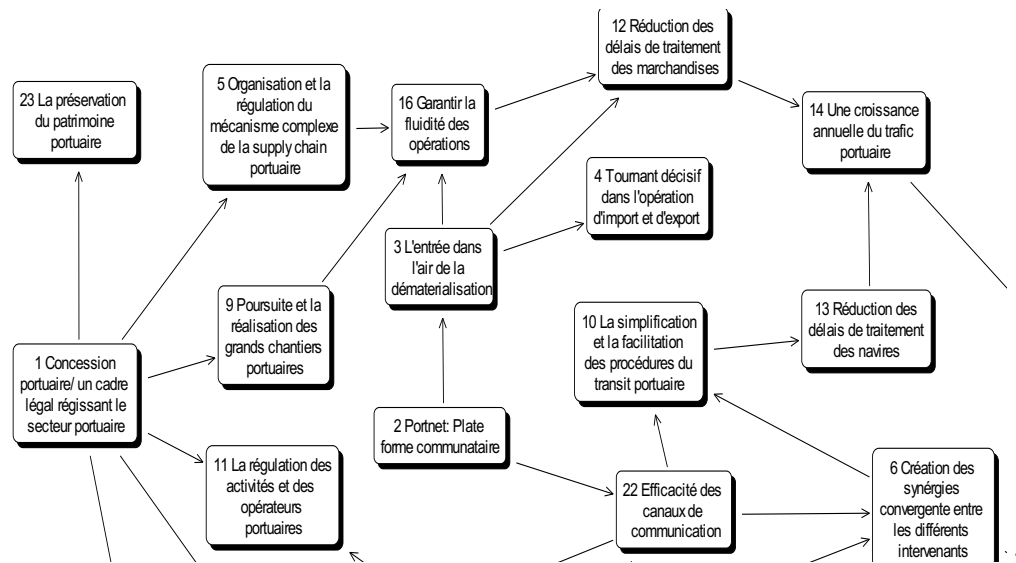 12 Réduction des
délais de traitement
des marchandises
23 La préservation
du patrimoine
portuaire
5 Organisation et la
régulation du
mécanisme complexe
de la supply chain
portuaire
16 Garantir la
fluidité des
opérations
14 Une croissance
annuelle du trafic
portuaire
4 Tournant décisif
dans l'opération
d'import et d'export
3 L'entrée dans
l'air de la
dématerialisation
9 Poursuite et la
réalisation des
grands chantiers
portuaires
10 La simplification
et la facilitation
des procédures du
transit portuaire
13 Réduction des
délais de traitement
des navires
1 Concession
portuaire/ un cadre
légal régissant le
secteur portuaire
2 Portnet: Plate
forme communataire
11 La régulation des
activités et des
opérateurs
portuaires
22 Efficacité des
canaux de
communication
6 Création des
synérgies
convergente entre
les différents
intervenants